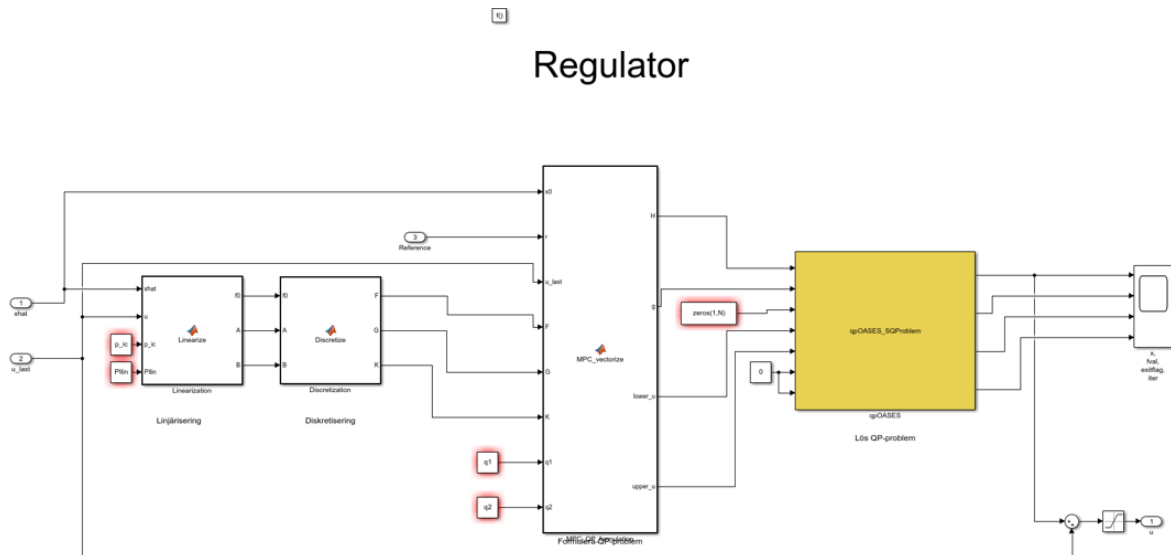 f()
Regulator
x0
H
3
Reference
r
1
xhat
xhat
f0
f0
F
u_last
g
zeros(1,N)
u
Linearize
A
A
Discretize
G
F
qpOASES_SQProblem
p_ic
p_ic
2
u_last
Pflin
Pflin
B
B
K
G
MPC_vectorize
0
x,
fval,
exitflag,
iter
Linearization
Discretization
lower_u
qpOASES
Linjärisering
Diskretisering
K
Lös QP-problem
q1
q1
upper_u
q2
q2
1
u